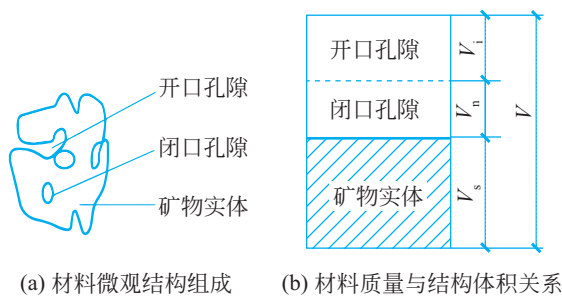 开口孔隙
闭口孔隙
矿物实体
开口孔隙
闭口孔隙
矿物实体
Vi
Vn
Vs
V
(a) 材料微观结构组成
(b) 材料质量与结构体积关系